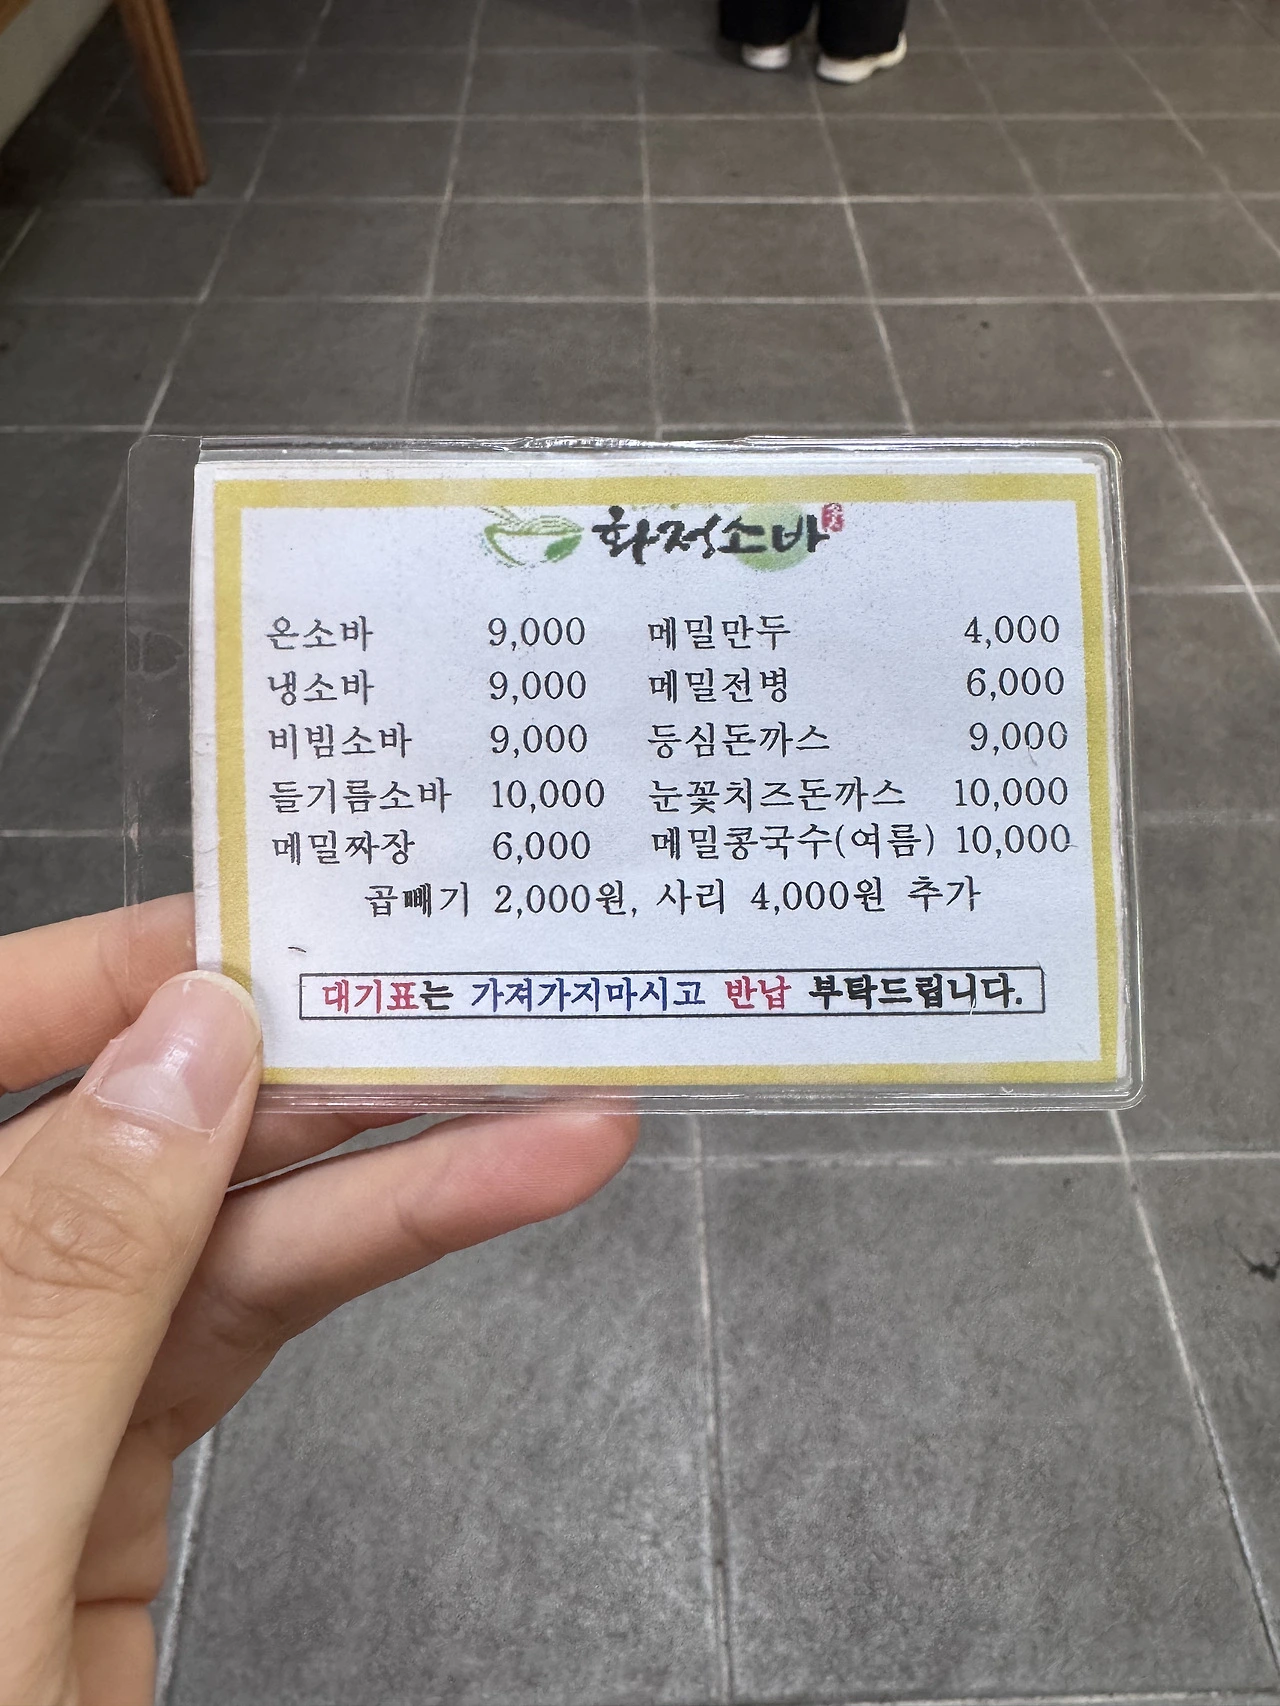 화정소바
온소바 9,000 메밀만두 4,000
냉소바 9,000 메밀전병 6,000
비빔소바 9,000 등심돈까스 9,000
들기름소바 10,000 눈꽃치즈돈까스 10,000
메밀짜장 6,000 메밀콩국수(여름) 10,000
곱빼기 2,000원, 사리 4,000원 추가
대기표는 가져가지마시고 반납 부탁드립니다.